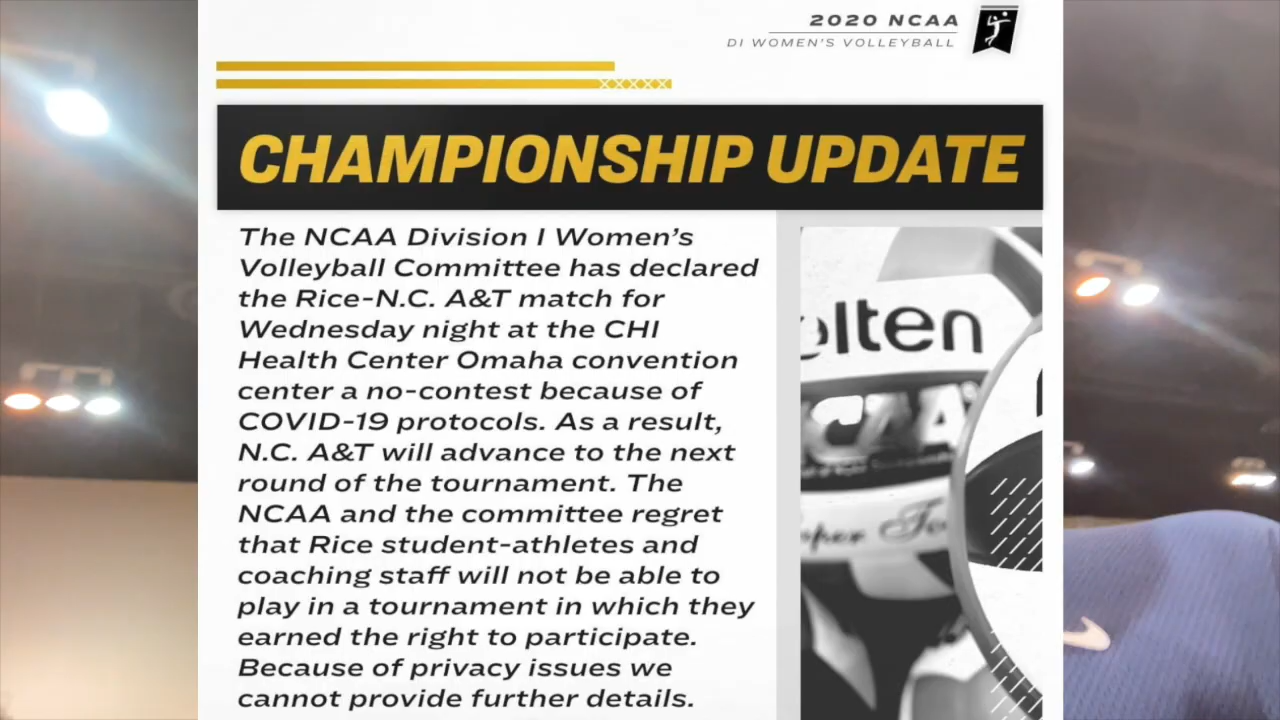 2020 NCAA
DI WOMEN'S VOLLEYBALL
CHAMPIONSHIP UPDATE
The NCAA Division I Women's
Volleyball Committee has declared
the Rice-N.C. A&T match for
Wednesday night at the CHI
Health Center Omaha convention
center a no-contest because of
COVID-19 protocols. As a result,
N.C. A&T will advance to the next
round of the tournament. The
NCAA and the committee regret
that Rice student-athletes and
coaching staff will not be able to
play in a tournament in which they
earned the right to participate.
Because of privacy issues we
cannot provide further details.
olten
CAA